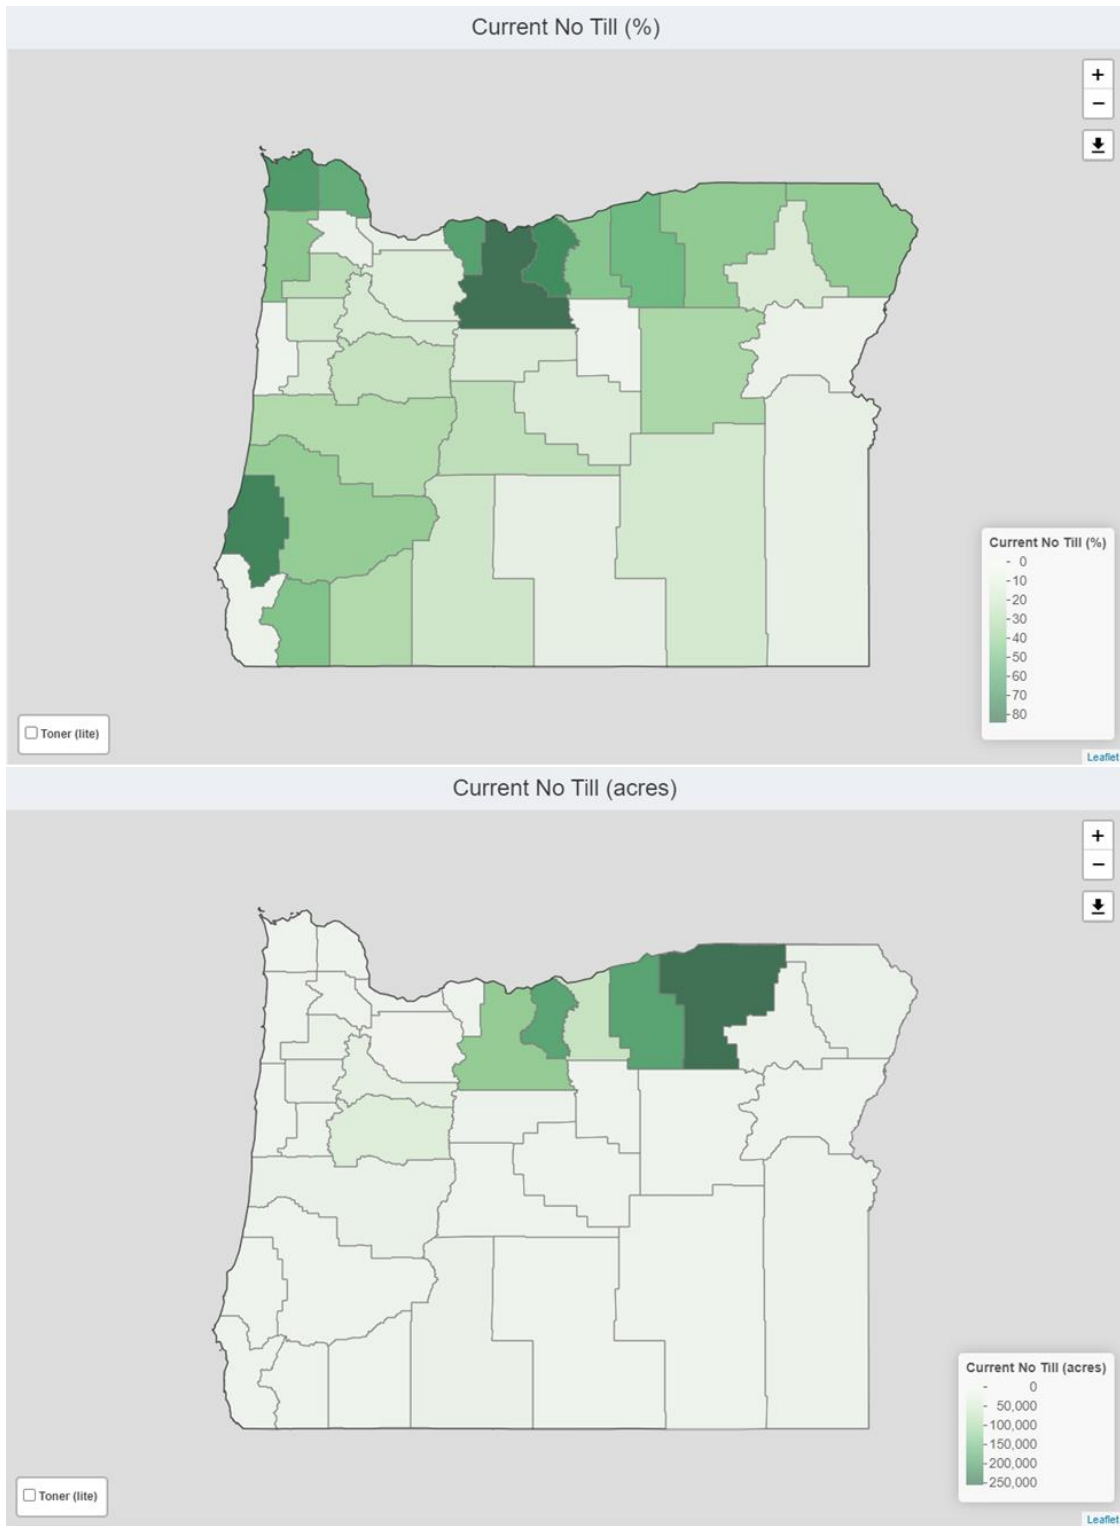 Current No Till (%)
+
−
Current No Till (%)
- 0
-10
-20
-30
-40
-50
-60
-70
-80
Toner (lite)
Leaflet
Current No Till (acres)
+
−
Current No Till (acres)
- 0
- 50,000
-100,000
-150,000
-200,000
-250,000
Toner (lite)
Leaflet